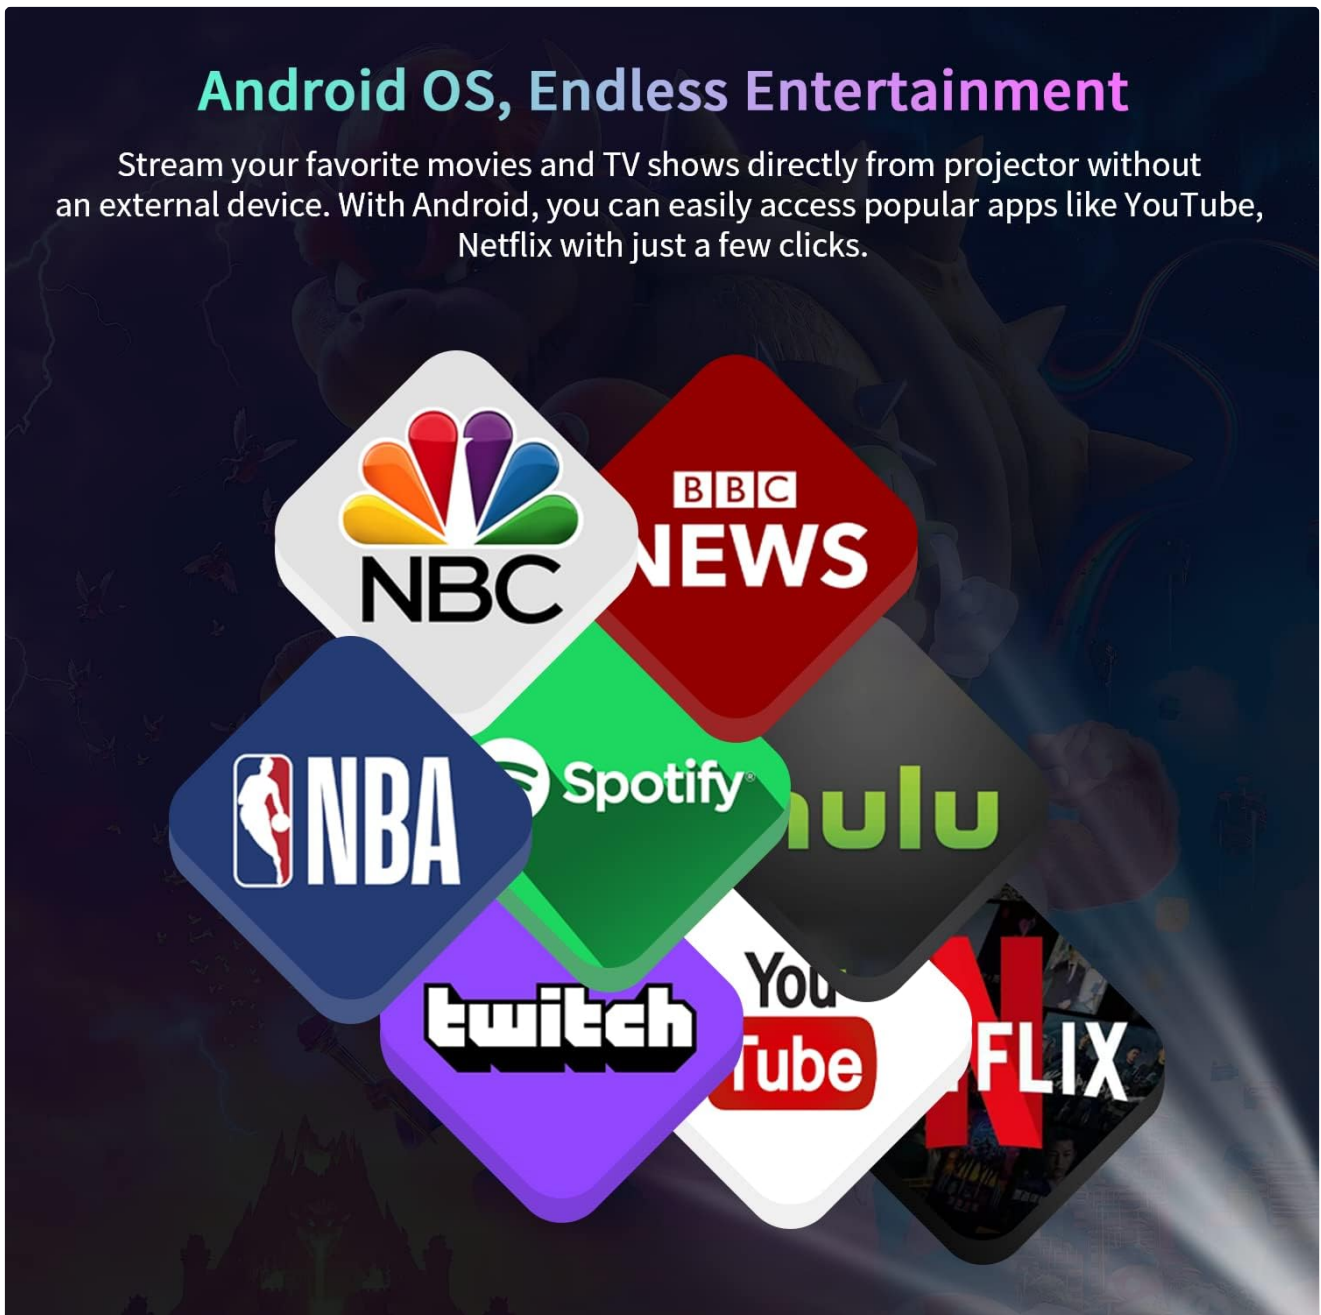 Android OS, Endless Entertainment
Stream your favorite movies and TV shows directly from projector without
an external device. With Android, you can easily access popular apps like YouTube,
Netflix with just a few clicks.
NBC
BBC
NEWS
NBA
Spotify®
hulu
twitch
You
Tube
FLIX